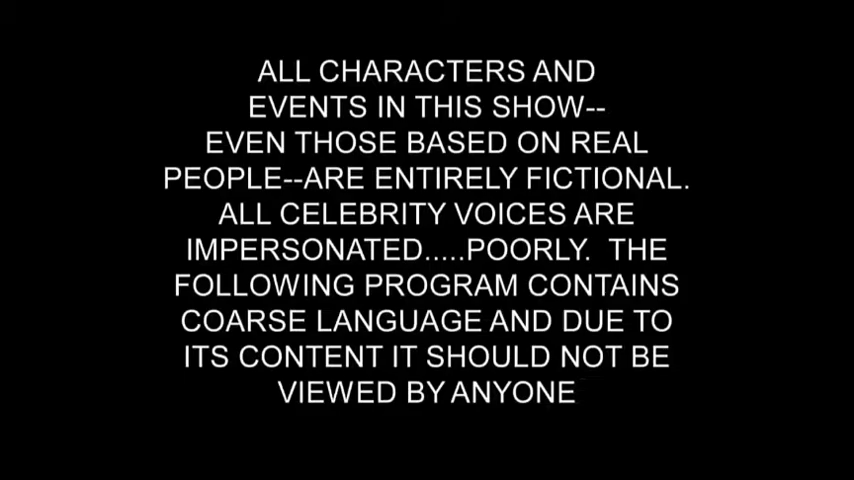 ALL CHARACTERS AND
EVENTS IN THIS SHOW--
EVEN THOSE BASED ON REAL
PEOPLE--ARE ENTIRELY FICTIONAL.
ALL CELEBRITY VOICES ARE
IMPERSONATED.....POORLY. THE
FOLLOWING PROGRAM CONTAINS
COARSE LANGUAGE AND DUE TO
ITS CONTENT IT SHOULD NOT BE
VIEWED BY ANYONE